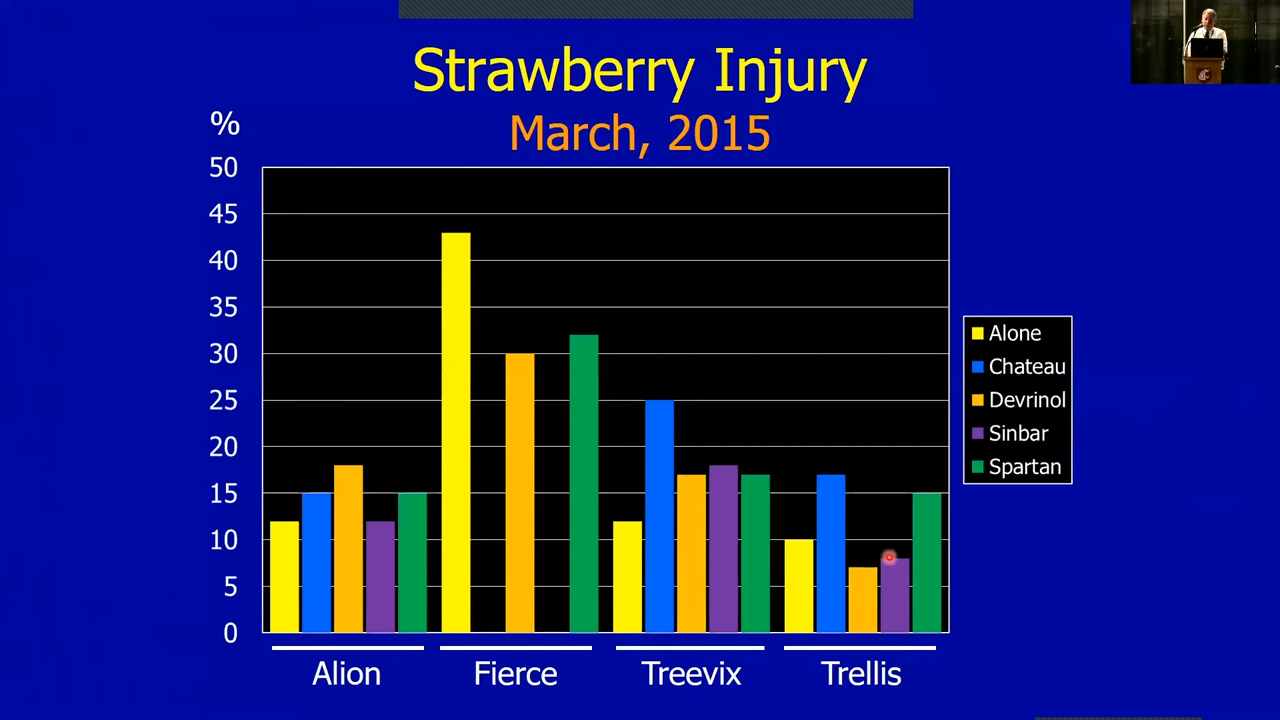 Strawberry Injury
March, 2015
%
50
45
40
35
30
25
20
15
10
5
0
Alone
Chateau
Devrinol
Sinbar
Spartan
Alion
Fierce
Treevix
Trellis